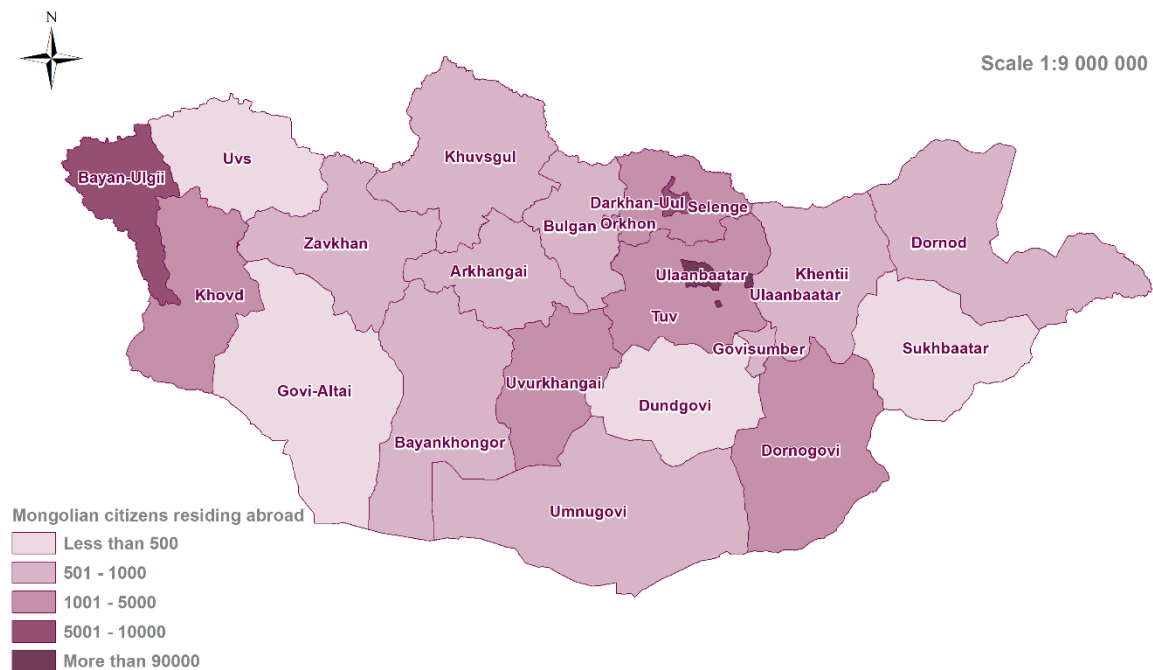 N
Scale 1:9 000 000
Uvs
Khuvsgul
Bayan-Ulgii
Darkhan-Uul
Selenge
Bulgan
Orkhon
Zavkhan
Dornod
Arkhangai
Ulaanbaatar
Khentii
Khovd
Ulaanbaatar
Tuv
Govisumber
Sukhbaatar
Uvurkhangai
Govi-Altai
Dundgovi
Bayankhongor
Dornogovi
Umnugovi
Mongolian citizens residing abroad
Less than 500
501 - 1000
1001 - 5000
5001 - 10000
More than 90000